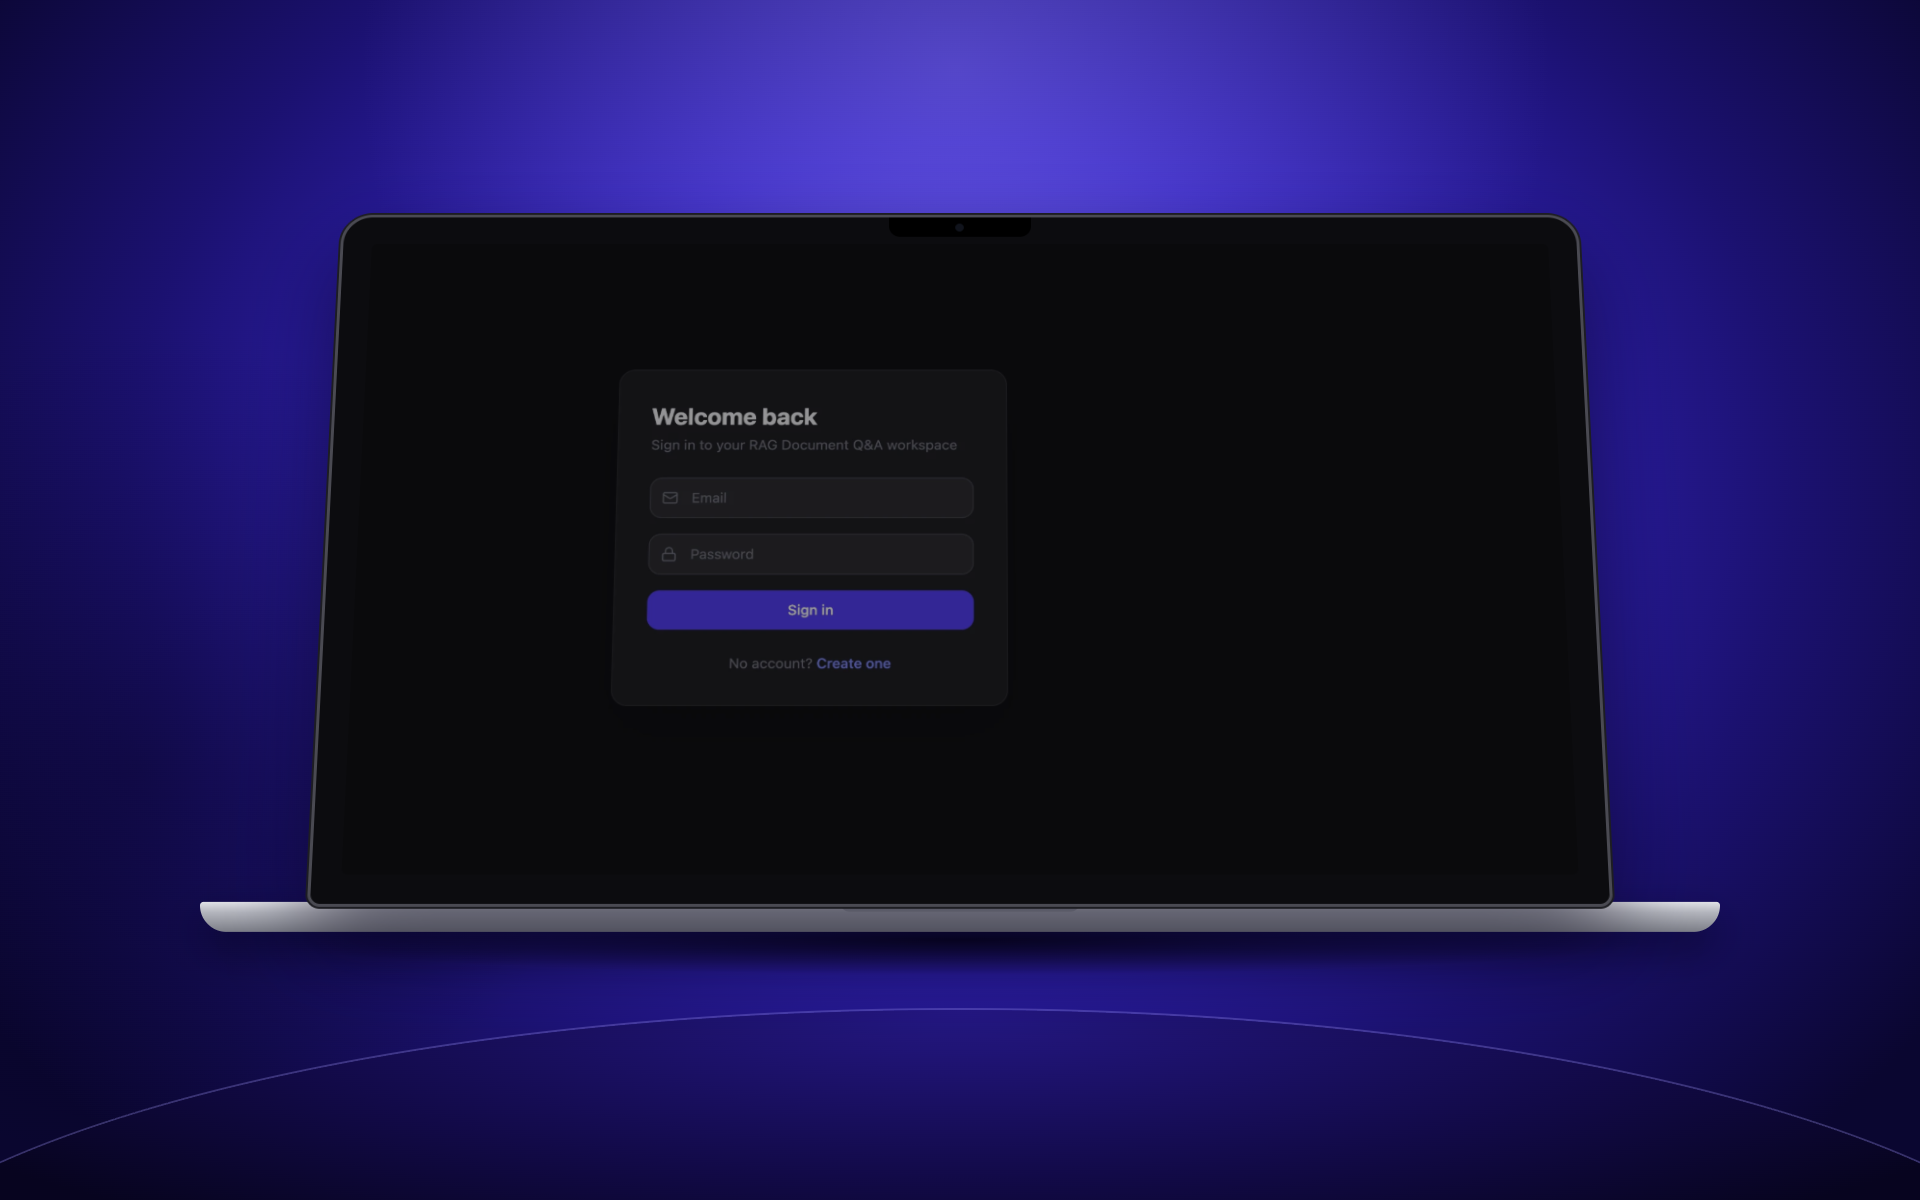 Welcome back
Sign in to your RAG Document Q&A workspace
Email
Password
Sign in
No account? Create one